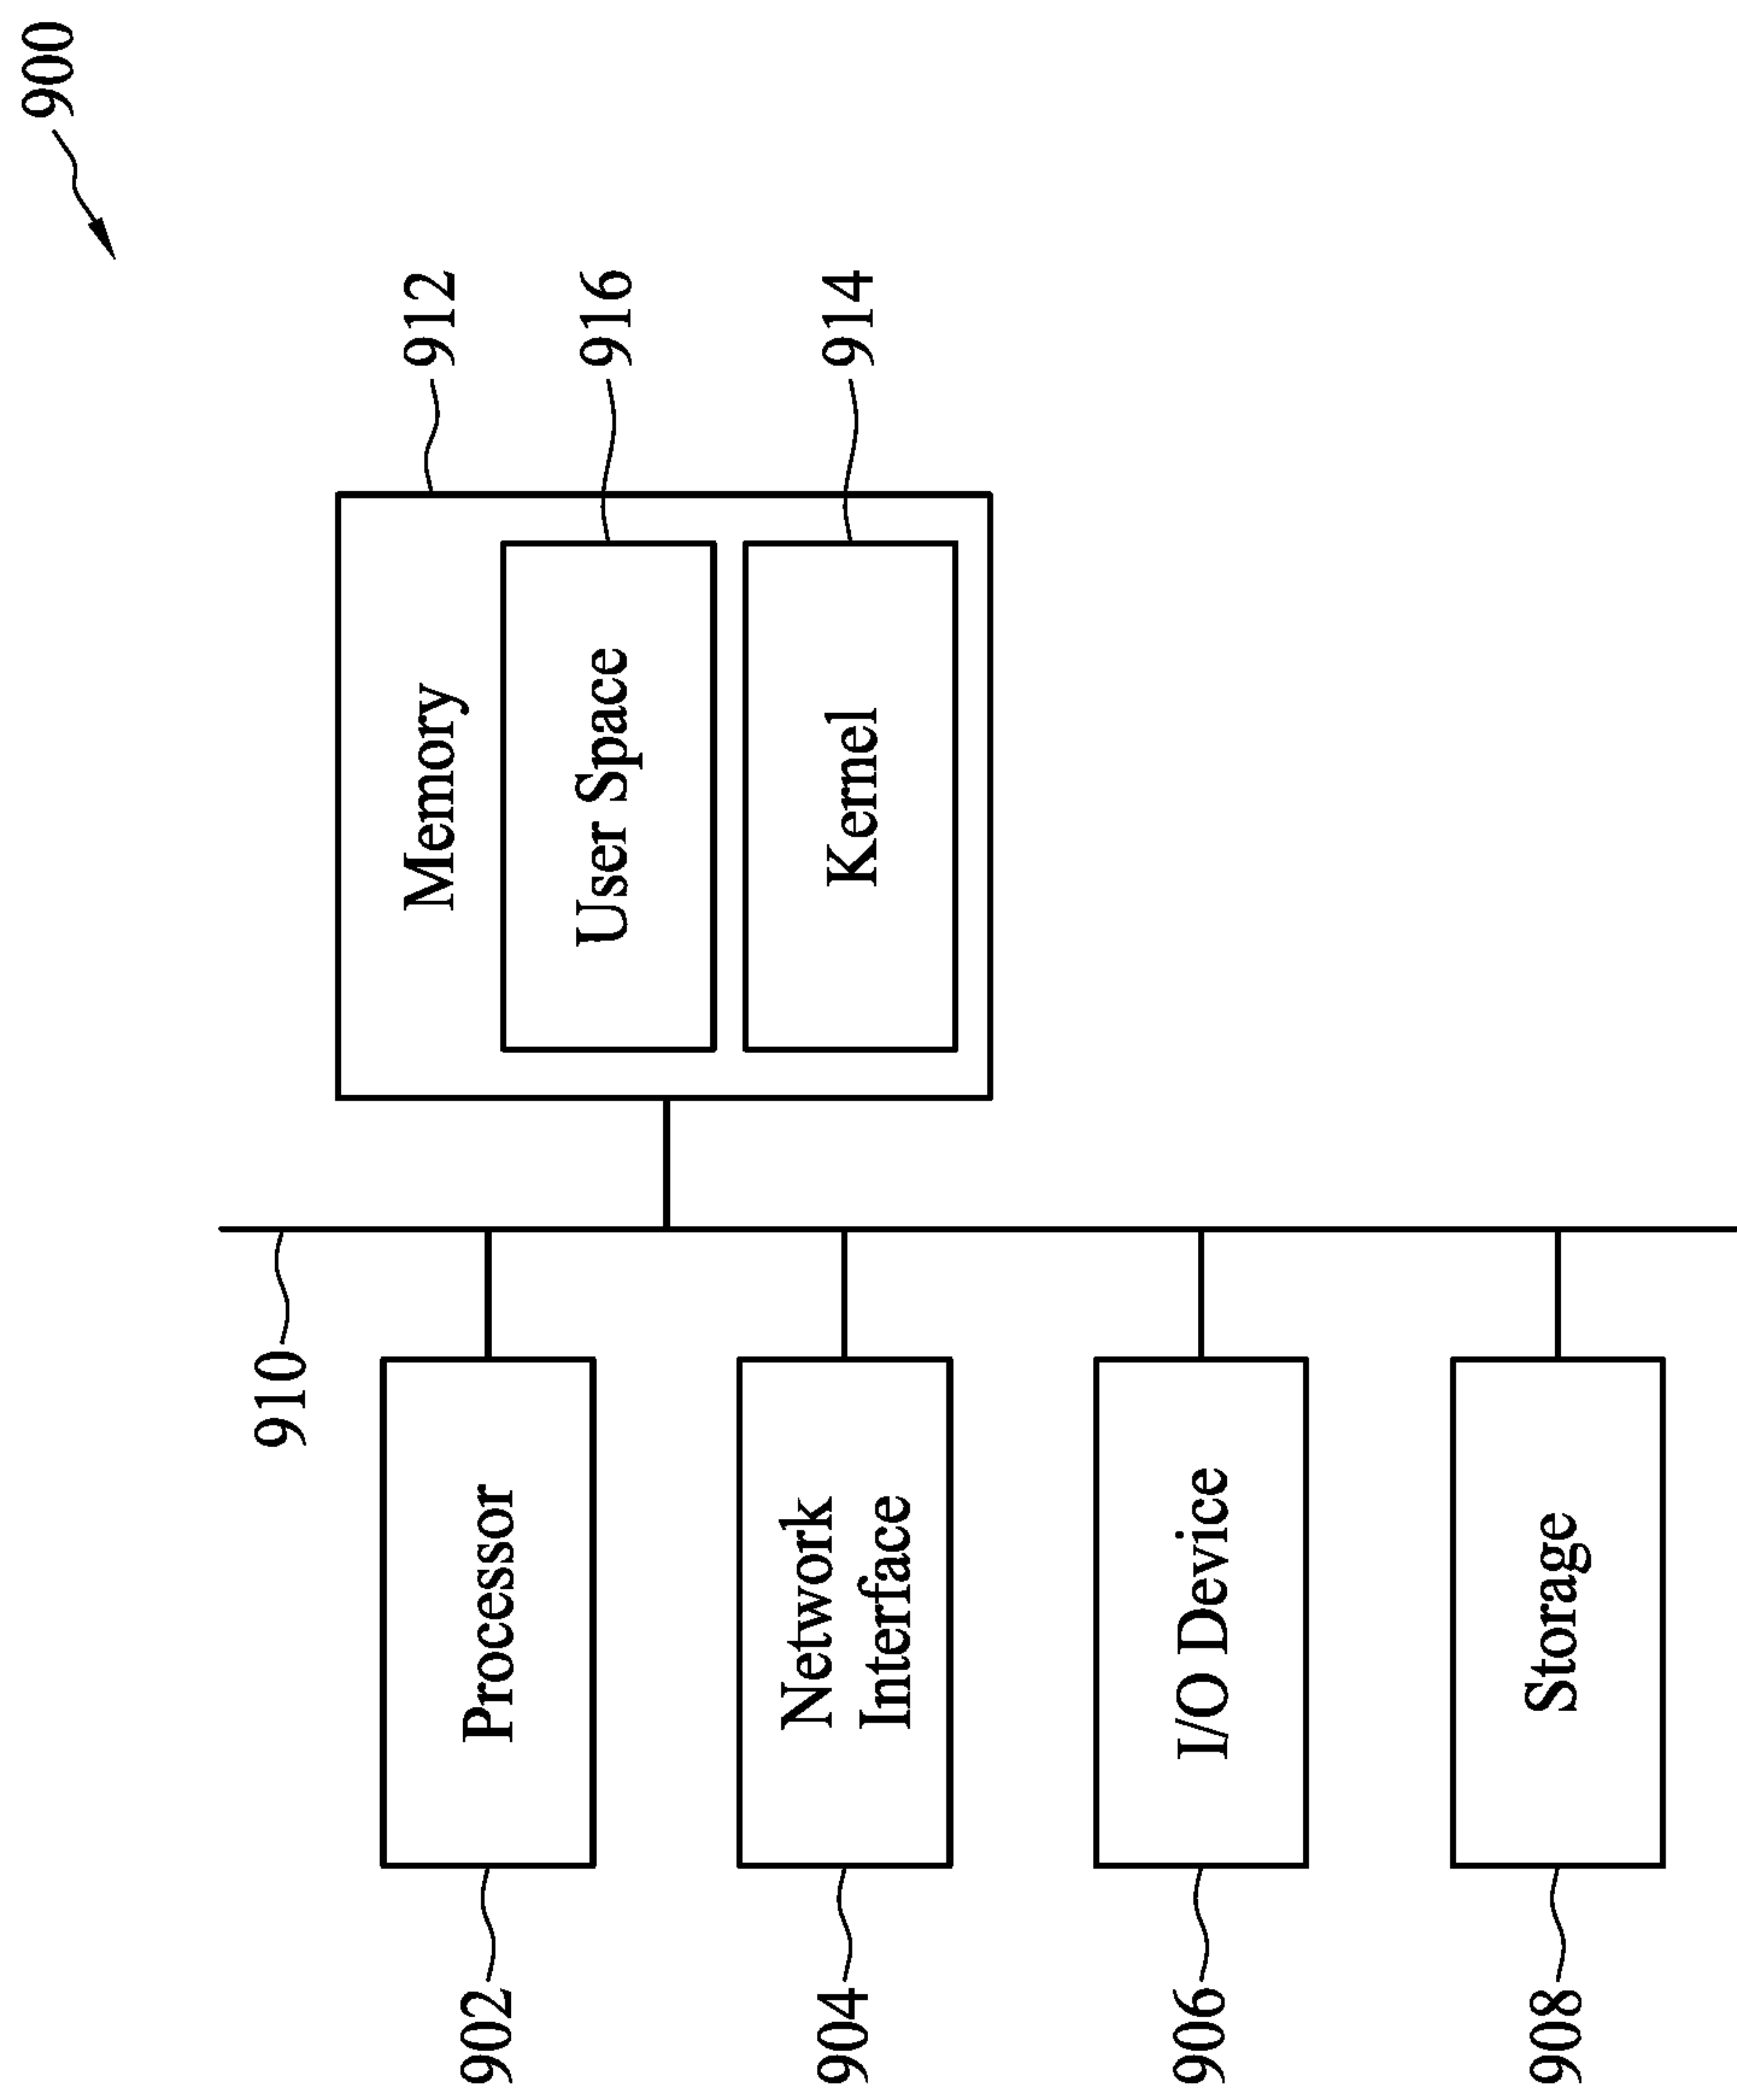 900
912
Memory
916
User Space
914
Kernel
910
902
Processor
904
Network
Interface
906
I/O Device
908
Storage